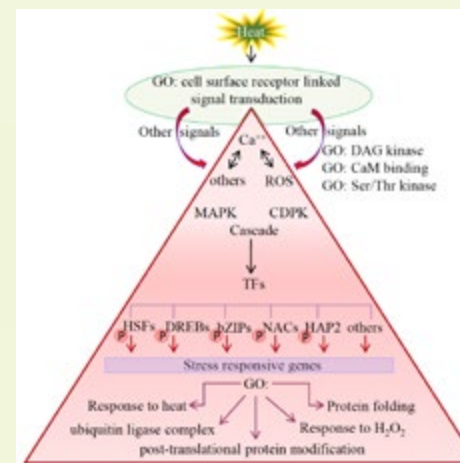 Heat
GO: cell surface receptor linked
signal transduction
Other signals
Other signals
GO: DAG kinase
GO: CaM binding
GO: Ser/Thr kinase
Ca⁺⁺
others ROS
MAPK CDPK
Cascade
TFs
HSFs DREBs bZIPs NACs HAP2 others
P P P P P
Stress responsive genes
GO:
Response to heat Protein folding
ubiquitin ligase complex Response to H₂O₂
post-translational protein modification